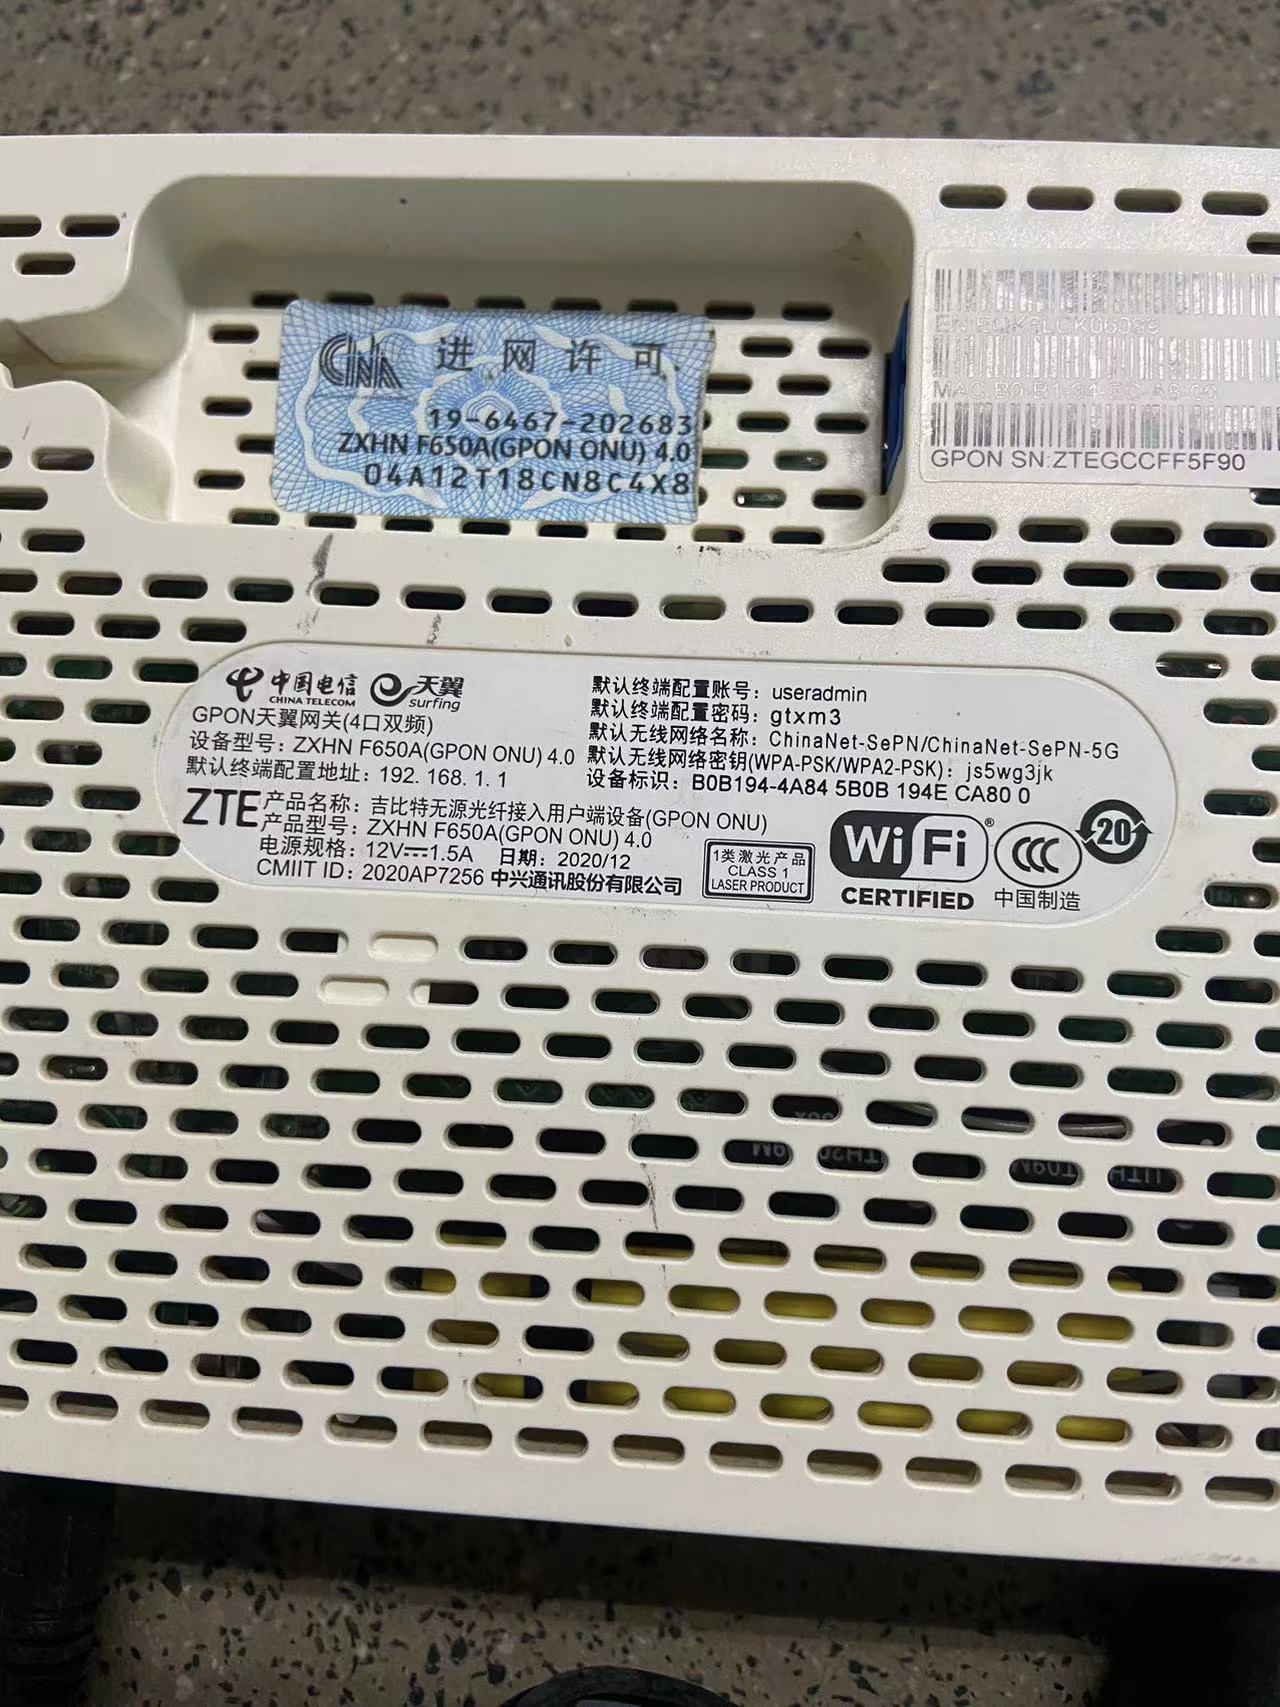 CNA 进网许可
19-6467-202683
ZXHN F650A(GPON ONU) 4.0
04A12T18CN8C4X8
GPON SN:ZTEGCCFF5F90
中国电信 CHINA TELECOM 天翼 surfing
GPON天翼网关(4口双频)
设备型号: ZXHN F650A(GPON ONU) 4.0
默认终端配置地址: 192.168.1.1
默认终端配置账号: useradmin
默认终端配置密码: gtxm3
默认无线网络名称: ChinaNet-SePN/ChinaNet-SePN-5G
默认无线网络密钥(WPA-PSK/WPA2-PSK): js5wg3jk
设备标识: B0B194-4A84 5B0B 194E CA80 0
ZTE 产品名称: 吉比特无源光纤接入用户端设备(GPON ONU)
产品型号: ZXHN F650A(GPON ONU) 4.0
电源规格: 12V⎓1.5A 日期: 2020/12
CMIIT ID: 2020AP7256 中兴通讯股份有限公司
1类激光产品
CLASS 1
LASER PRODUCT
Wi Fi®
CERTIFIED
CCC
中国制造
20